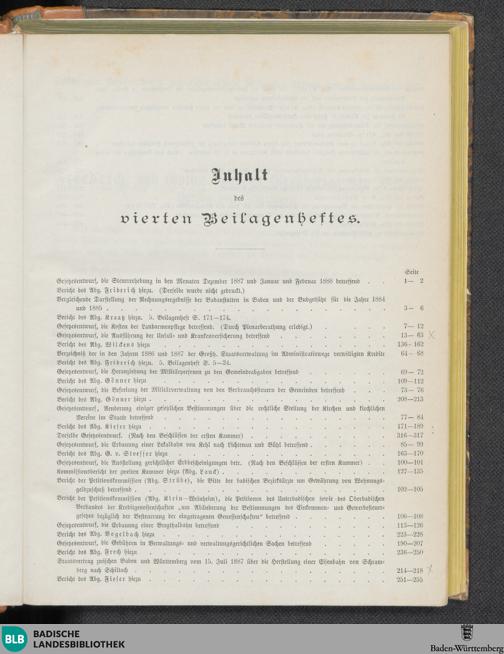 Inhalt
des
vierten Beilagenheftes.
Seite
Gesetzentwurf, die Steuererhebung in den Monaten Dezember 1887 und Januar und Februar 1888 betreffend . . . 1— 2
Bericht des Abg. Friderich hiezu. (Derselbe wurde nicht gedruckt.)
Vergleichende Darstellung der Rechnungsergebnisse der Badanstalten in Baden und der Budgetsätze für die Jahre 1884
und 1885 . . . 3— 6
Bericht des Abg. Krautz hiezu. 5. Beilagenheft S. 171—174.
Gesetzentwurf, die Kosten der Landarmenpflege betreffend. (Durch Plenarberathung erledigt.) 7— 12
Gesetzentwurf, die Ausführung der Unfall- und Krankenversicherung betreffend . . . 13— 63
Bericht des Abg. Wilckens hiezu . . . 136—162
Verzeichniß der in den Jahren 1886 und 1887 der Großh. Staatsverwaltung im Administrativwege bewilligten Kredite 64— 68
Bericht des Abg. Friderich hiezu. 5. Beilagenheft S. 5—24.
Gesetzentwurf, die Heranziehung der Militärpersonen zu den Gemeindeabgaben betreffend . . . 69— 72
Bericht des Abg. Gönner hiezu . . . 109—112
Gesetzentwurf, die Befreiung der Militärverwaltung von den Verbrauchssteuern der Gemeinden betreffend . . . 73— 76
Bericht des Abg. Gönner hiezu . . . 208—213
Gesetzentwurf, Aenderung einiger gesetzlichen Bestimmungen über die rechtliche Stellung der Kirchen und kirchlichen
Vereine im Staate betreffend . . . 77— 84
Bericht des Abg. Kiefer hiezu . . . 171—189
Derselbe Gesetzentwurf. (Nach den Beschlüssen der ersten Kammer) . . . 316—317
Gesetzentwurf, die Erbauung einer Lokalbahn von Kehl nach Lichtenau und Bühl betreffend . . . 85— 99
Bericht des Abg. G. v. Stoesser hiezu . . . 163—170
Gesetzentwurf, die Ausstellung gerichtlicher Erbbescheinigungen betr. (Nach den Beschlüssen der ersten Kammer) . . . 100—101
Kommissionsbericht der zweiten Kammer hiezu (Abg. Land) . . . 127—135
Bericht der Petitionskommission (Abg. Strübe), die Bitte der badischen Bezirksärzte um Gewährung von Wohnungs-
geldzuschuß betreffend . . . 102—105
Bericht der Petitionskommission (Abg. Klein-Weinheim), die Petitionen des Unterbadischen sowie des Oberbadischen
Verbandes der Kreditgenossenschaften „um Abänderung der Bestimmungen des Einkommen- und Gewerbesteuer-
gesetzes bezüglich der Besteuerung der eingetragenen Genossenschaften“ betreffend . . . 106—108
Gesetzentwurf, die Erbauung einer Murgthalbahn betreffend . . . 113—126
Bericht des Abg. Vogelbach hiezu . . . 223—228
Gesetzentwurf, die Gebühren in Verwaltungs- und verwaltungsgerichtlichen Sachen betreffend . . . 190—207
Bericht des Abg. Frech hiezu . . . 236—250
Staatsvertrag zwischen Baden und Württemberg vom 15. Juli 1887 über die Herstellung einer Eisenbahn von Schram-
berg nach Schiltach . . . 214—218
Bericht des Abg. Fieser hiezu . . . 251—255
BLB
BADISCHE
LANDESBIBLIOTHEK
Baden-Württemberg